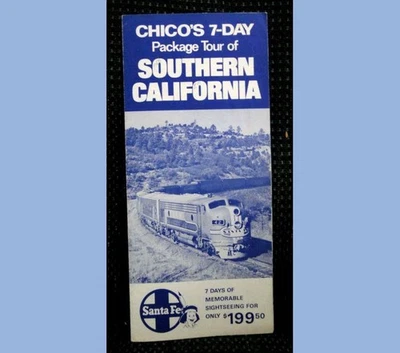 CHICO'S 7-DAY
Package Tour of
SOUTHERN
CALIFORNIA
7 DAYS OF
MEMORABLE
SIGHTSEEING FOR
ONLY $199.50
Santa Fe